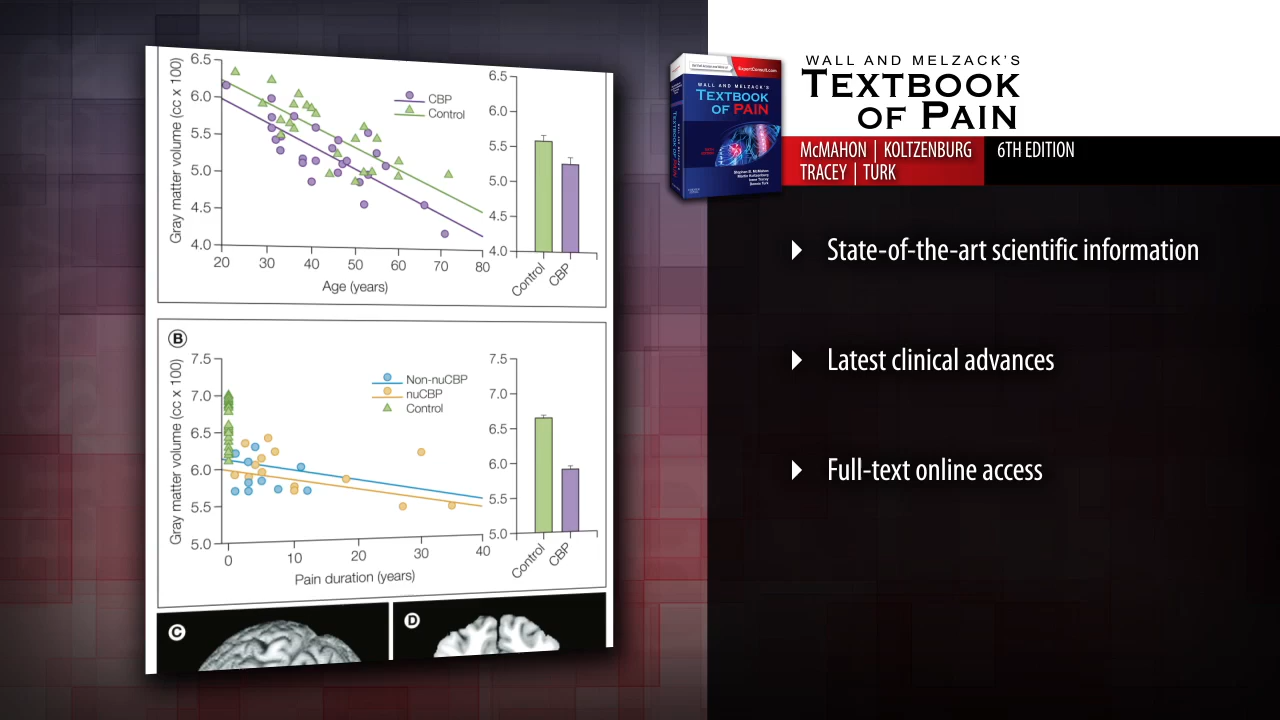 6.5
6.0
5.5
5.0
4.5
4.0
Gray matter volume (cc x 100)
20 30 40 50 60 70 80
Age (years)
CBP
Control
6.5
6.0
5.5
5.0
4.5
4.0
Control
CBP
B
7.5
7.0
6.5
6.0
5.5
5.0
Gray matter volume (cc x 100)
0 10 20 30 40
Pain duration (years)
Non-nuCBP
nuCBP
Control
7.5
7.0
6.5
6.0
5.5
5.0
Control
CBP
C
D
ExpertConsult.com
WALL AND MELZACK'S
TEXTBOOK
OF PAIN
WALL AND MELZACK'S
TEXTBOOK
OF PAIN
McMAHON | KOLTZENBURG
TRACEY | TURK
6TH EDITION
State-of-the-art scientific information
Latest clinical advances
Full-text online access